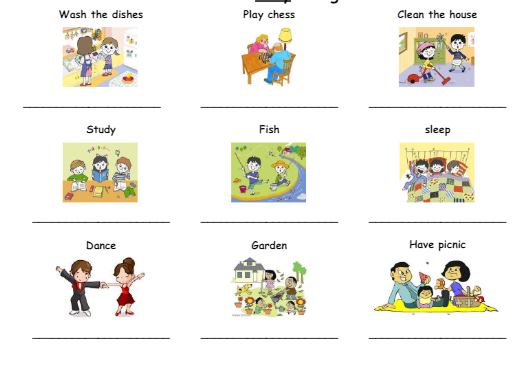 Wash the dishes Play chess Clean the house
Study Fish sleep
Dance Garden Have picnic